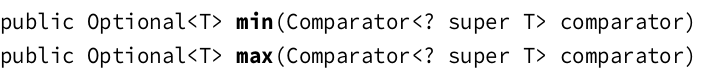 public Optional<T> min(Comparator<? super T> comparator)
public Optional<T> max(Comparator<? super T> comparator)